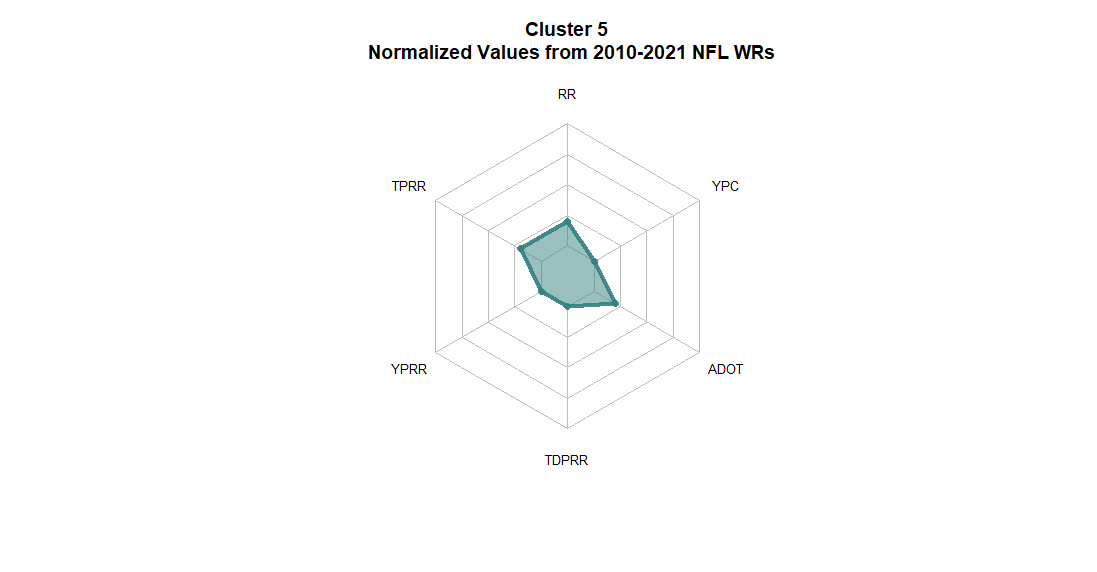 Cluster 5
Normalized Values from 2010-2021 NFL WRs
RR
TPRR
YPC
YPRR
ADOT
TDPRR